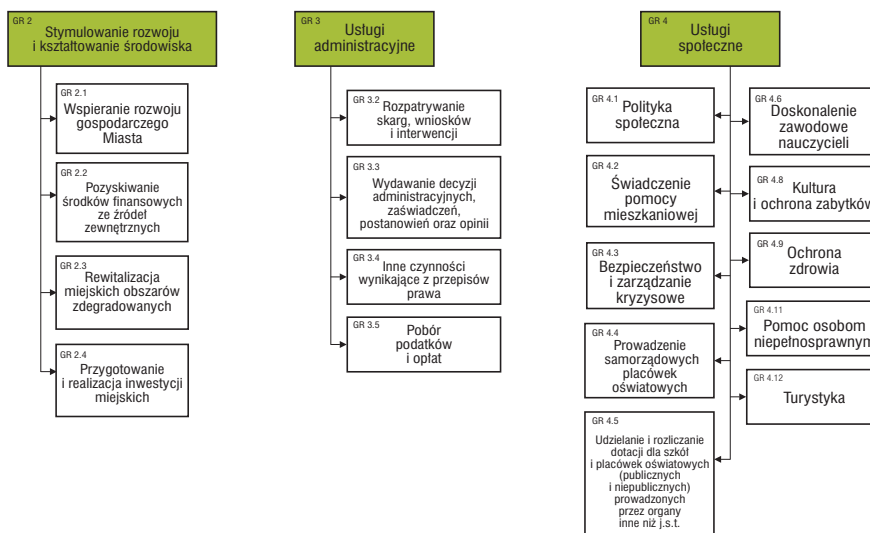 GR 2
Stymulowanie rozwoju
i kształtowanie środowiska
GR 2.1
Wspieranie rozwoju
gospodarczego
Miasta
GR 2.2
Pozyskiwanie
środków finansowych
ze źródeł
zewnętrznych
GR 2.3
Rewitalizacja
miejskich obszarów
zdegradowanych
GR 2.4
Przygotowanie
i realizacja inwestycji
miejskich
GR 3
Usługi
administracyjne
GR 3.2
Rozpatrywanie
skarg, wniosków
i interwencji
GR 3.3
Wydawanie decyzji
administracyjnych,
zaświadczeń,
postanowień oraz opinii
GR 3.4
Inne czynności
wynikające z przepisów
prawa
GR 3.5
Pobór
podatków
i opłat
GR 4
Usługi
społeczne
GR 4.1
Polityka
społeczna
GR 4.2
Świadczenie
pomocy
mieszkaniowej
GR 4.3
Bezpieczeństwo
i zarządzanie
kryzysowe
GR 4.4
Prowadzenie
samorządowych
placówek
oświatowych
GR 4.5
Udzielanie i rozliczanie
dotacji dla szkół
i placówek oświatowych
(publicznych
i niepublicznych)
prowadzonych
przez organy
inne niż j.s.t.
GR 4.6
Doskonalenie
zawodowe
nauczycieli
GR 4.8
Kultura
i ochrona zabytków
GR 4.9
Ochrona
zdrowia
GR 4.11
Pomoc osobom
niepełnosprawnym
GR 4.12
Turystyka